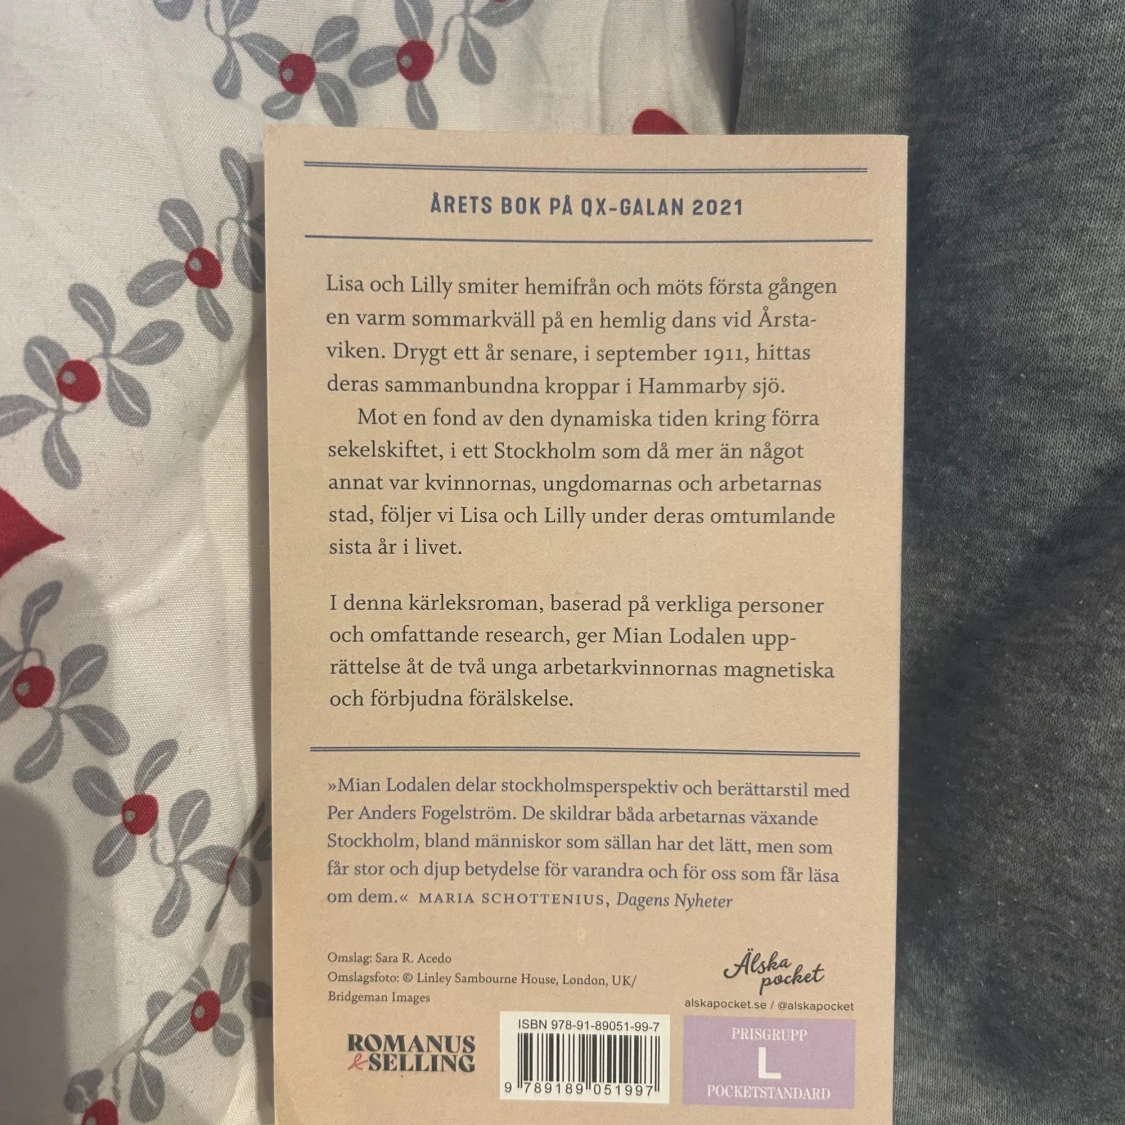 ÅRETS BOK PÅ QX-GALAN 2021
Lisa och Lilly smiter hemifrån och möts första gången
en varm sommarkväll på en hemlig dans vid Årsta-
viken. Drygt ett år senare, i september 1911, hittas
deras sammanbundna kroppar i Hammarby sjö.
Mot en fond av den dynamiska tiden kring förra
sekelskiftet, i ett Stockholm som då mer än något
annat var kvinnornas, ungdomarnas och arbetarnas
stad, följer vi Lisa och Lilly under deras omtumlande
sista år i livet.
I denna kärleksroman, baserad på verkliga personer
och omfattande research, ger Mian Lodalen upp-
rättelse åt de två unga arbetarkvinnornas magnetiska
och förbjudna förälskelse.
»Mian Lodalen delar stockholmsperspektiv och berättarstil med
Per Anders Fogelström. De skildrar båda arbetarnas växande
Stockholm, bland människor som sällan har det lätt, men som
får stor och djup betydelse för varandra och för oss som får läsa
om dem.« MARIA SCHOTTENIUS, Dagens Nyheter
Omslag: Sara R. Acedo
Omslagsfoto: © Linley Sambourne House, London, UK/
Bridgeman Images
Älska
pocket
alskapocket.se / @alskapocket
ROMANUS
&SELLING
ISBN 978-91-89051-99-7
9 789189 051997
PRISGRUPP
L
POCKETSTANDARD